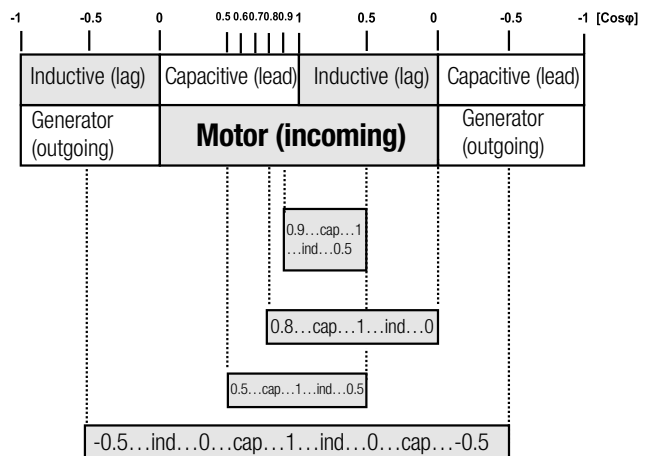 -1 -0.5 0 0.5 0.6 0.7 0.8 0.9 1 0.5 0 -0.5 -1 [Cosφ]
Inductive (lag) Capacitive (lead) Inductive (lag) Capacitive (lead)
Generator
(outgoing)
Motor (incoming)
Generator
(outgoing)
0.9…cap…1
…ind…0.5
0.8…cap…1…ind…0
0.5…cap…1…ind…0.5
-0.5…ind…0…cap…1…ind…0…cap…-0.5